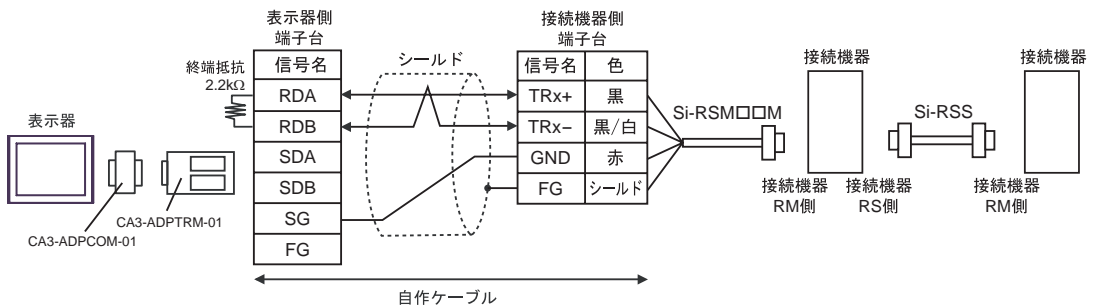 表示器側
端子台
接続機器側
端子台
信号名
シールド
信号名 色
接続機器
接続機器
終端抵抗
2.2kΩ
RDA
TRx+ 黒
RDB
TRx− 黒/白
Si-RSM□□M
Si-RSS
表示器
SDA
GND 赤
SDB
FG シールド
SG
FG
CA3-ADPCOM-01
CA3-ADPTRM-01
接続機器
RM側
接続機器
RS側
接続機器
RM側
自作ケーブル